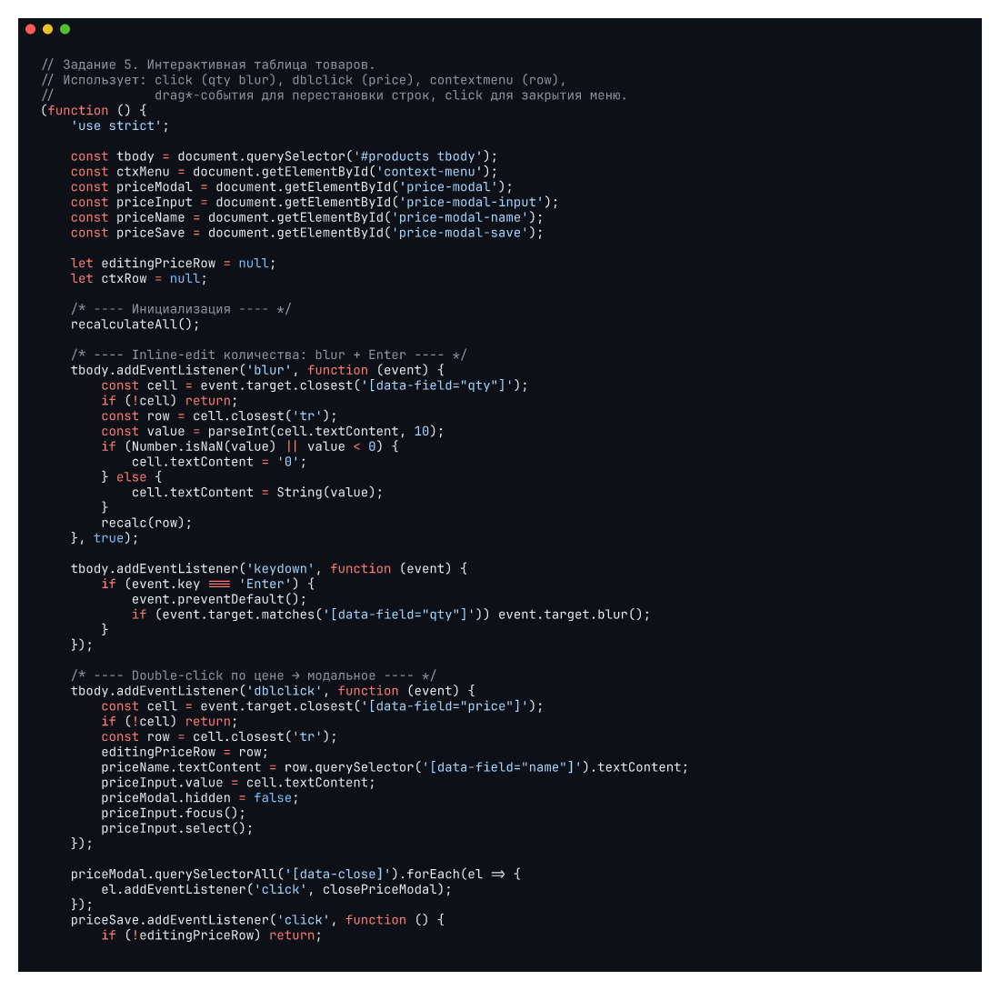 // Задание 5. Интерактивная таблица товаров.
// Использует: click (qty blur), dblclick (price), contextmenu (row),
//             drag*-события для перестановки строк, click для закрытия меню.
(function () {
    'use strict';

    const tbody = document.querySelector('#products tbody');
    const ctxMenu = document.getElementById('context-menu');
    const priceModal = document.getElementById('price-modal');
    const priceInput = document.getElementById('price-modal-input');
    const priceName = document.getElementById('price-modal-name');
    const priceSave = document.getElementById('price-modal-save');

    let editingPriceRow = null;
    let ctxRow = null;

    /* ---- Инициализация ---- */
    recalculateAll();

    /* ---- Inline-edit количества: blur + Enter ---- */
    tbody.addEventListener('blur', function (event) {
        const cell = event.target.closest('[data-field="qty"]');
        if (!cell) return;
        const row = cell.closest('tr');
        const value = parseInt(cell.textContent, 10);
        if (Number.isNaN(value) || value < 0) {
            cell.textContent = '0';
        } else {
            cell.textContent = String(value);
        }
        recalc(row);
    }, true);

    tbody.addEventListener('keydown', function (event) {
        if (event.key === 'Enter') {
            event.preventDefault();
            if (event.target.matches('[data-field="qty"]')) event.target.blur();
        }
    });

    /* ---- Double-click по цене → модальное ---- */
    tbody.addEventListener('dblclick', function (event) {
        const cell = event.target.closest('[data-field="price"]');
        if (!cell) return;
        const row = cell.closest('tr');
        editingPriceRow = row;
        priceName.textContent = row.querySelector('[data-field="name"]').textContent;
        priceInput.value = cell.textContent;
        priceModal.hidden = false;
        priceInput.focus();
        priceInput.select();
    });

    priceModal.querySelectorAll('[data-close]').forEach(el => {
        el.addEventListener('click', closePriceModal);
    });
    priceSave.addEventListener('click', function () {
        if (!editingPriceRow) return;